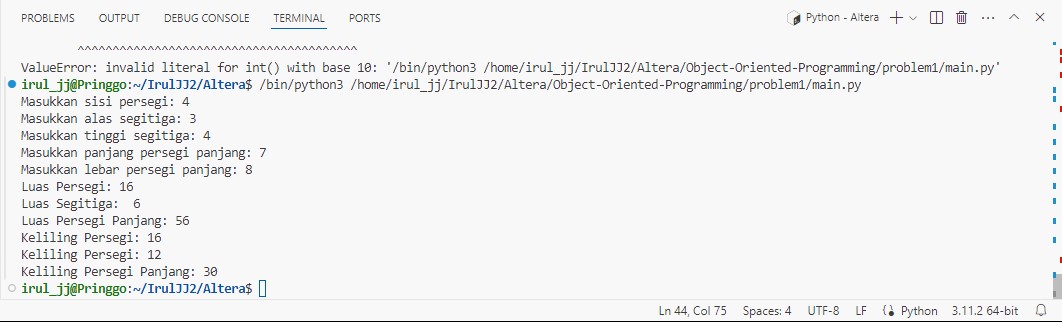 PROBLEMS OUTPUT DEBUG CONSOLE TERMINAL PORTS Python - Altera
^^^^^^^^^^^^^^^^^^^^^^^^^^^^^^^^^^^^^^^^
ValueError: invalid literal for int() with base 10: '/bin/python3 /home/irul_jj/IrulJJ2/Altera/Object-Oriented-Programming/problem1/main.py'
irul_jj@Pringgo:~/IrulJJ2/Altera$ /bin/python3 /home/irul_jj/IrulJJ2/Altera/Object-Oriented-Programming/problem1/main.py
Masukkan sisi persegi: 4
Masukkan alas segitiga: 3
Masukkan tinggi segitiga: 4
Masukkan panjang persegi panjang: 7
Masukkan lebar persegi panjang: 8
Luas Persegi: 16
Luas Segitiga:  6
Luas Persegi Panjang: 56
Keliling Persegi: 16
Keliling Persegi: 12
Keliling Persegi Panjang: 30
irul_jj@Pringgo:~/IrulJJ2/Altera$
Ln 44, Col 75 Spaces: 4 UTF-8 LF Python 3.11.2 64-bit